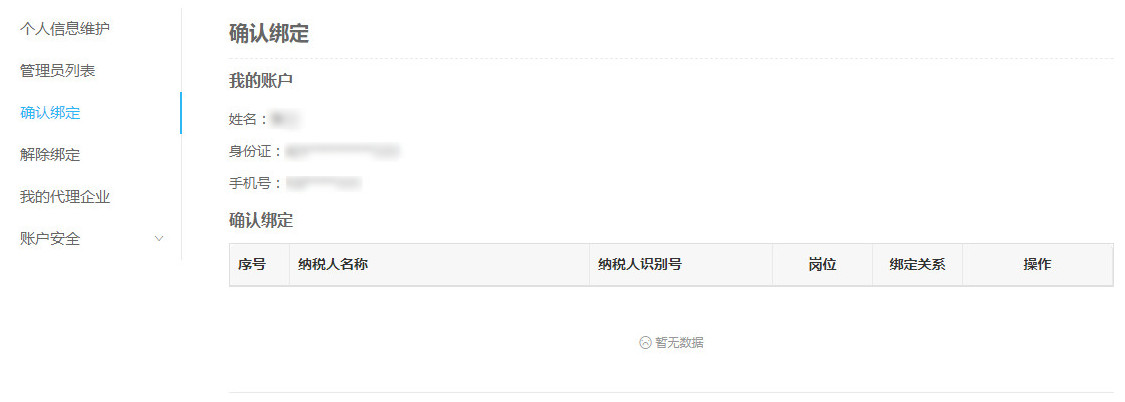 个人信息维护
管理员列表
确认绑定
解除绑定
我的代理企业
账户安全
确认绑定
我的账户
姓名：
身份证：
手机号：
确认绑定
序号 纳税人名称 纳税人识别号 岗位 绑定关系 操作
暂无数据